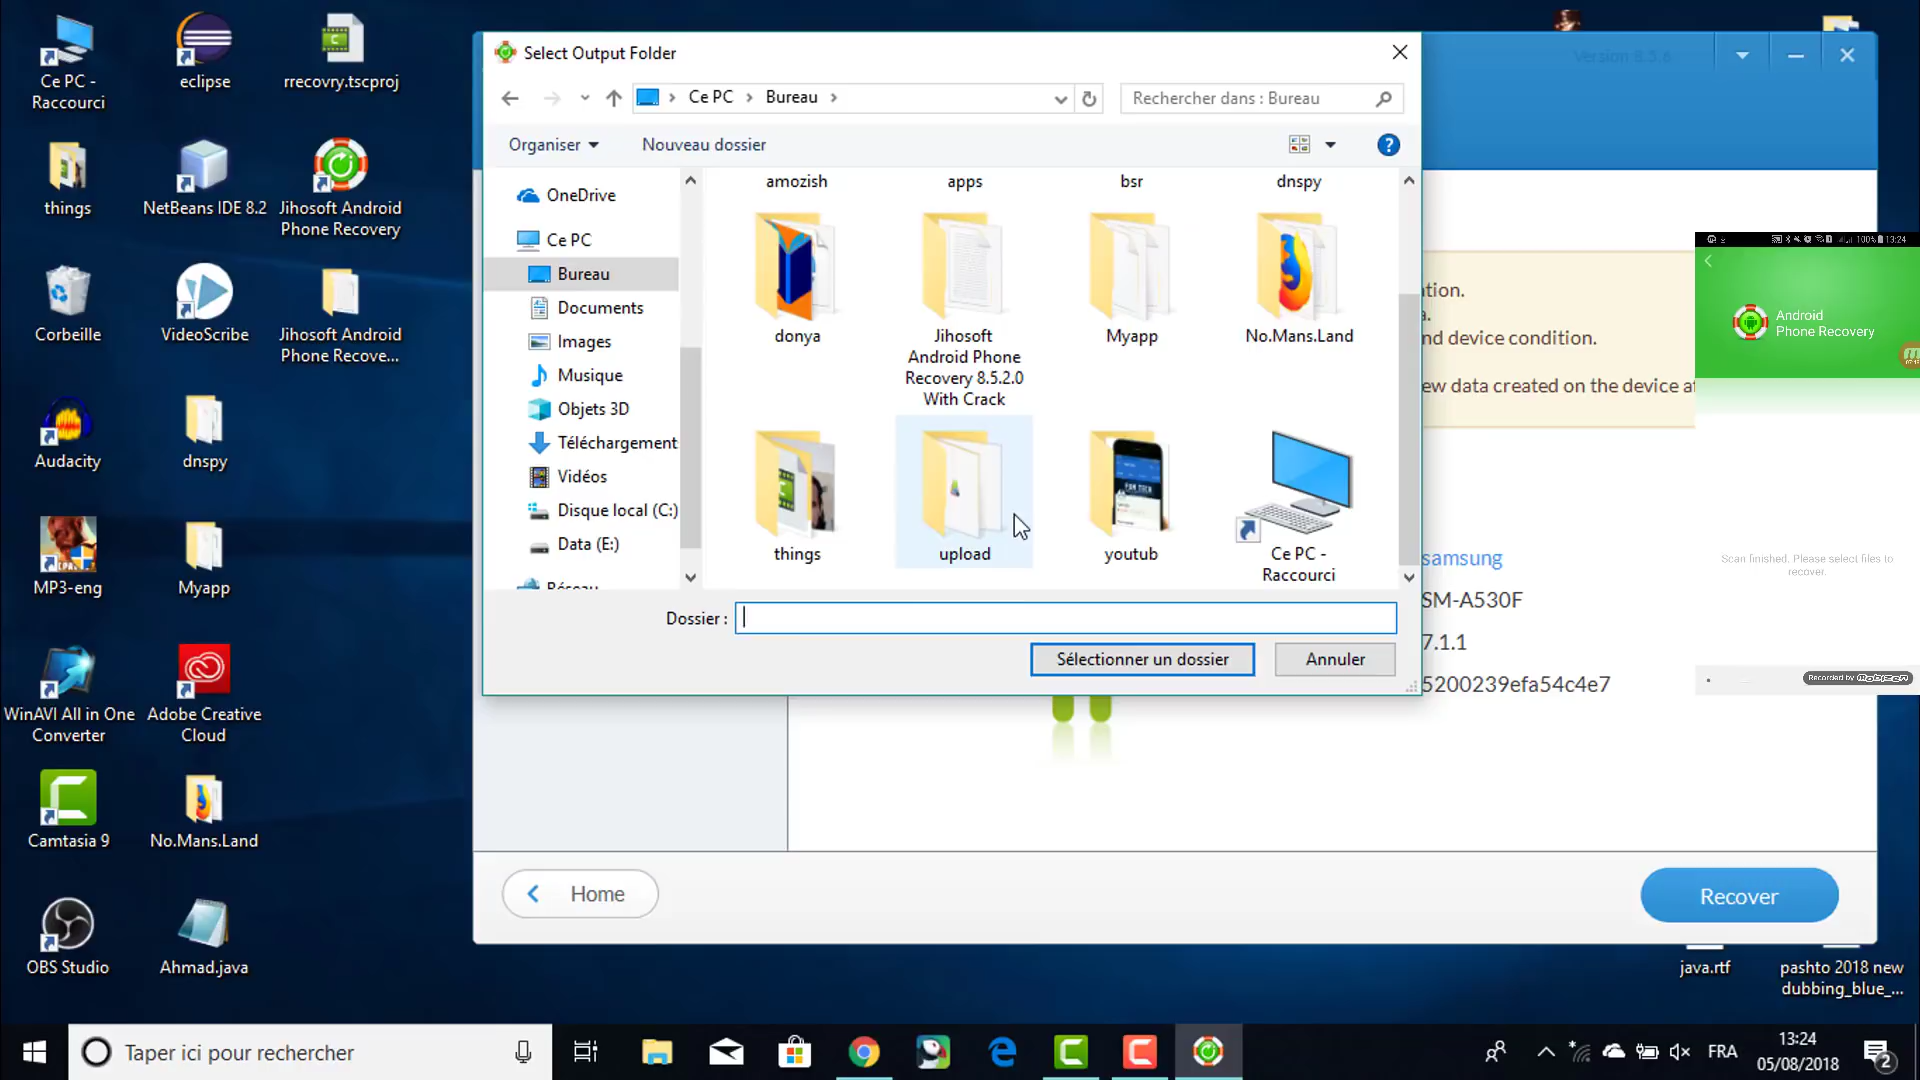 Ce PC -
Raccourci
eclipse
rrecovry.tscproj
things
NetBeans IDE 8.2
Jihosoft Android
Phone Recovery
Corbeille
VideoScribe
Jihosoft Android
Phone Recove...
Audacity
dnspy
MP3-eng
Myapp
WinAVI All in One
Converter
Adobe Creative
Cloud
Camtasia 9
No.Mans.Land
OBS Studio
Ahmad.java
Select Output Folder
Ce PC
Bureau
Rechercher dans : Bureau
Organiser
Nouveau dossier
OneDrive
Ce PC
Bureau
Documents
Images
Musique
Objets 3D
Téléchargement
Vidéos
Disque local (C:)
Data (E:)
Réseau
amozish
apps
bsr
dnspy
donya
Jihosoft
Android Phone
Recovery 8.5.2.0
With Crack
Myapp
No.Mans.Land
things
upload
youtub
Ce PC -
Raccourci
Dossier :
Sélectionner un dossier
Annuler
Version 8.5.6
tion.
nd device condition.
ew data created on the device af
samsung
SM-A530F
7.1.1
5200239efa54c4e7
Home
Recover
100% 13:24
Android
Phone Recovery
Scan finished. Please select files to
recover.
Recorded by mobizen
java.rtf
pashto 2018 new
dubbing_blue_...
Taper ici pour rechercher
FRA
13:24
05/08/2018
2